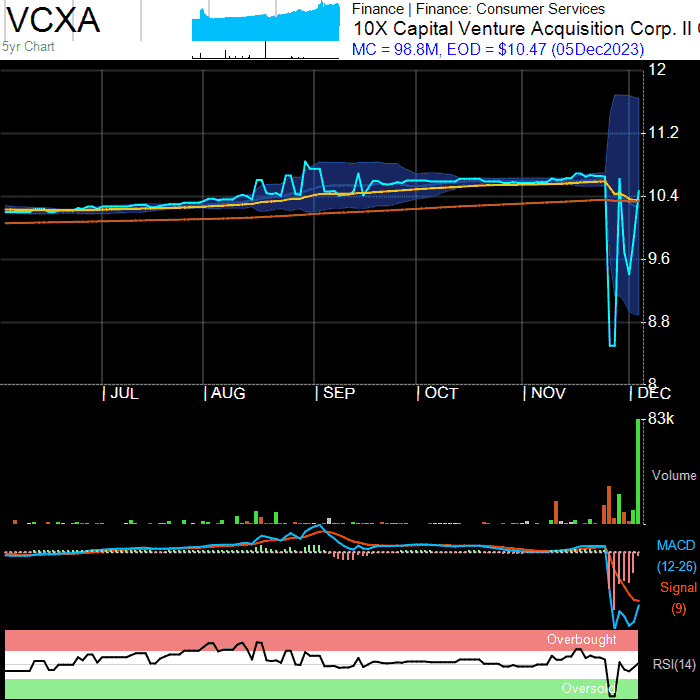 VCXA
5yr Chart
Finance | Finance: Consumer Services
10X Capital Venture Acquisition Corp. II
MC = 98.8M, EOD = $10.47 (05Dec2023)
12
11.2
10.4
9.6
8.8
8
JUL AUG SEP OCT NOV DEC
83k
Volume
MACD
(12-26)
Signal
(9)
Overbought
RSI(14)
Oversold